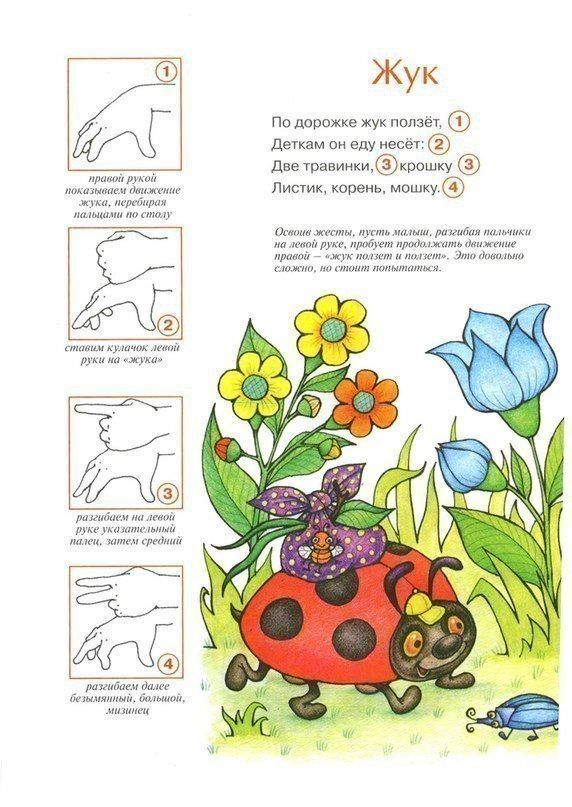 Жук
По дорожке жук ползёт, 1
Деткам он еду несёт: 2
Две травинки, 3 крошку 3
Листик, корень, мошку. 4
Освоив жесты, пусть малыш, разгибая пальчики
на левой руке, пробует продолжать движение
правой – «жук ползет и ползет». Это довольно
сложно, но стоит попытаться.
1
правой рукой
показываем движение
жука, перебирая
пальцами по столу
2
ставим кулачок левой
руки на «жука»
3
разгибаем на левой
руке указательный
палец, затем средний
4
разгибаем далее
безымянный, большой,
мизинец